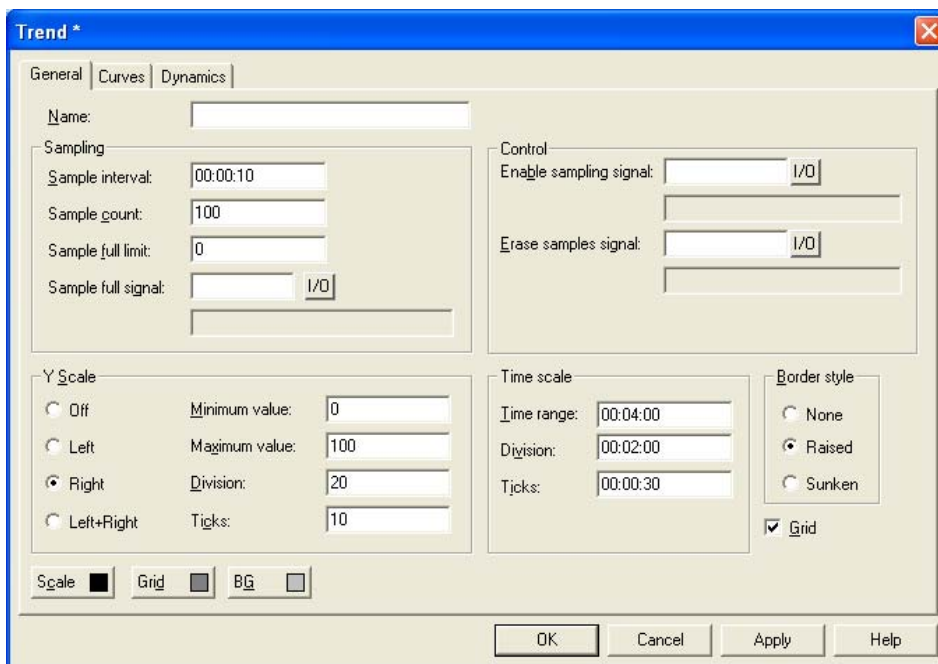 Trend *
General Curves Dynamics
Name:
Sampling
Sample interval: 00:00:10
Sample count: 100
Sample full limit: 0
Sample full signal: I/O
Control
Enable sampling signal: I/O
Erase samples signal: I/O
Y Scale
Off Minimum value: 0
Left Maximum value: 100
Right Division: 20
Left+Right Ticks: 10
Time scale
Time range: 00:04:00
Division: 00:02:00
Ticks: 00:00:30
Border style
None
Raised
Sunken
Grid
Scale Grid BG
OK Cancel Apply Help